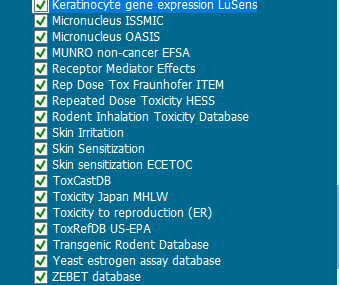 Keratinocyte gene expression LuSens
Micronucleus ISSMIC
Micronucleus OASIS
MUNRO non-cancer EFSA
Receptor Mediator Effects
Rep Dose Tox Fraunhofer ITEM
Repeated Dose Toxicity HESS
Rodent Inhalation Toxicity Database
Skin Irritation
Skin Sensitization
Skin sensitization ECETOC
ToxCastDB
Toxicity Japan MHLW
Toxicity to reproduction (ER)
ToxRefDB US-EPA
Transgenic Rodent Database
Yeast estrogen assay database
ZEBET database